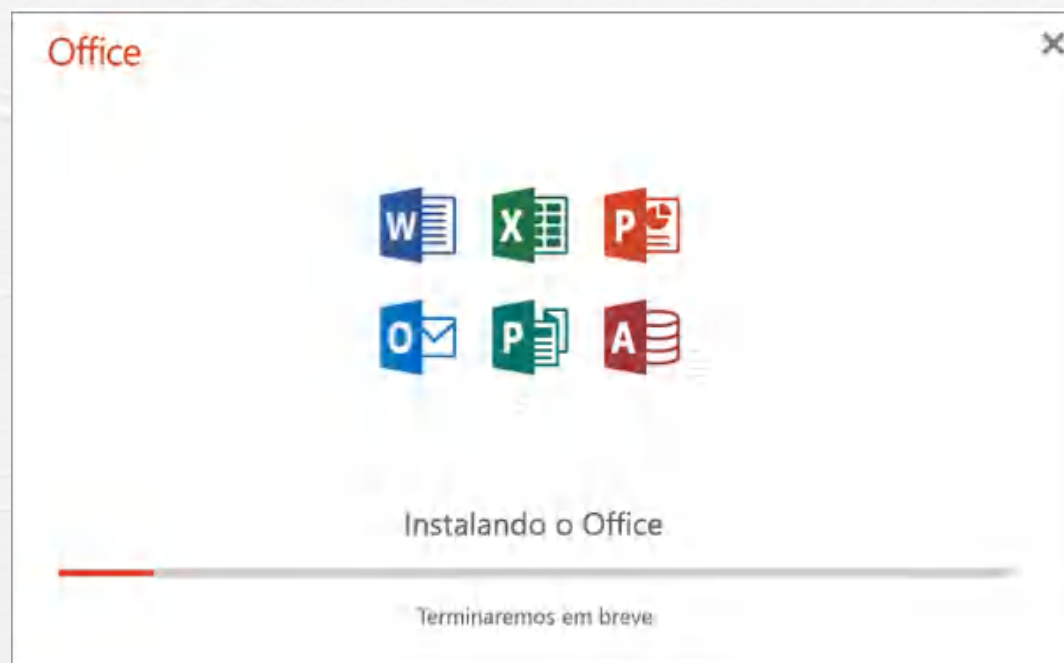 Office
W X P
O P A
Instalando o Office
Terminaremos em breve